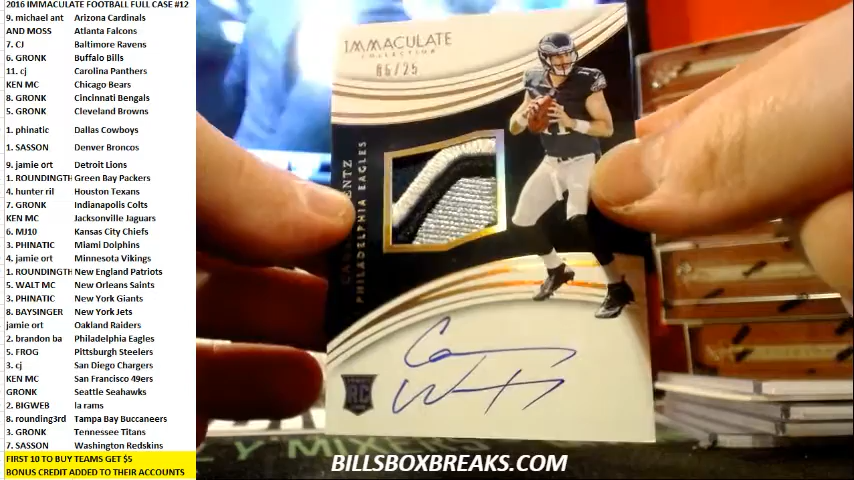 2016 IMMACULATE FOOTBALL FULL CASE #12
9. michael ant Arizona Cardinals
AND MOSS Atlanta Falcons
7. CJ Baltimore Ravens
6. GRONK Buffalo Bills
11. cj Carolina Panthers
KEN MC Chicago Bears
8. GRONK Cincinnati Bengals
5. GRONK Cleveland Browns
1. phinatic Dallas Cowboys
1. SASSON Denver Broncos
9. jamie ort Detroit Lions
1. ROUNDINGTH Green Bay Packers
4. hunter ril Houston Texans
7. GRONK Indianapolis Colts
KEN MC Jacksonville Jaguars
6. MJ10 Kansas City Chiefs
3. PHINATIC Miami Dolphins
4. jamie ort Minnesota Vikings
1. ROUNDINGTH New England Patriots
5. WALT MC New Orleans Saints
3. PHINATIC New York Giants
8. BAYSINGER New York Jets
jamie ort Oakland Raiders
2. brandon ba Philadelphia Eagles
5. FROG Pittsburgh Steelers
3. cj San Diego Chargers
KEN MC San Francisco 49ers
GRONK Seattle Seahawks
2. BIGWEB la rams
8. rounding3rd Tampa Bay Buccaneers
3. GRONK Tennessee Titans
7. SASSON Washington Redskins
FIRST 10 TO BUY TEAMS GET $5
BONUS CREDIT ADDED TO THEIR ACCOUNTS
IMMACULATE
COLLECTION
/25
PHILADELPHIA EAGLES
RC
BILLSBOXBREAKS.COM